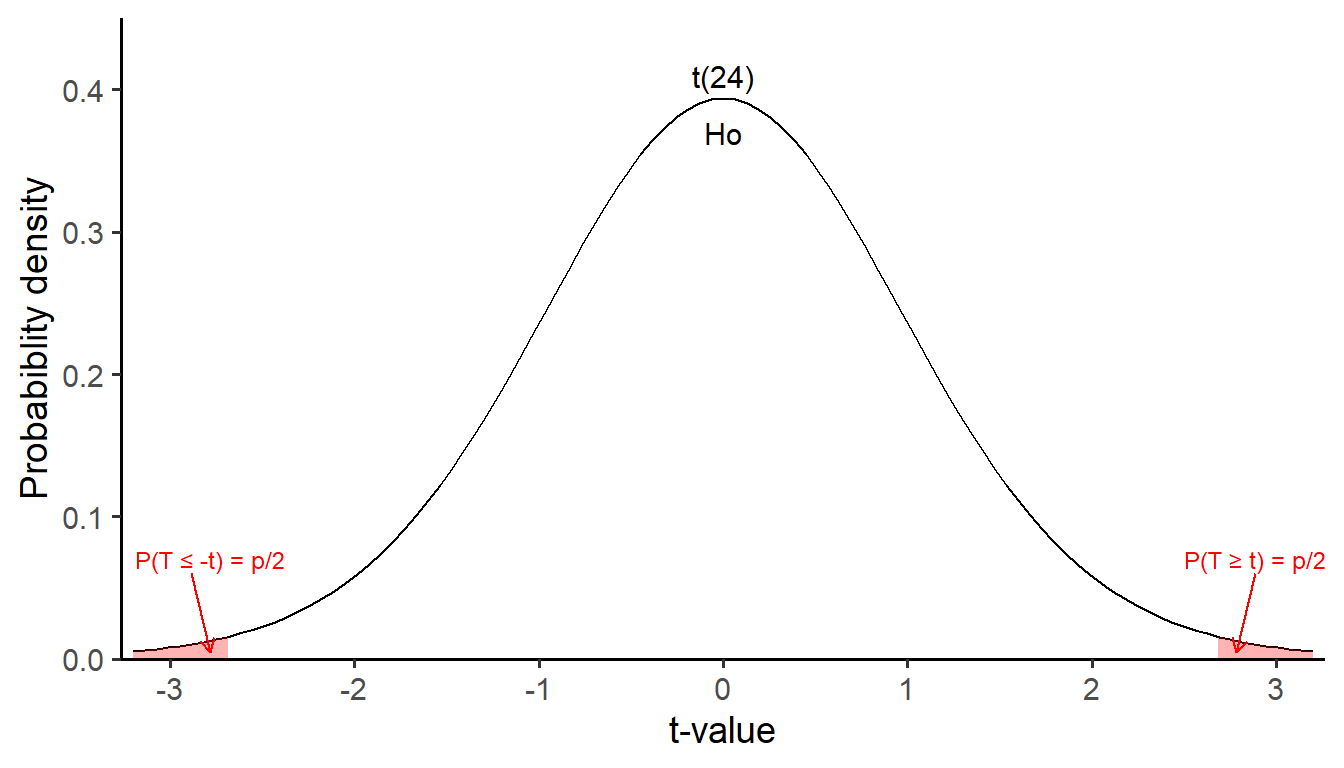 t(24)
Ho
0.4
0.3
0.2
0.1
0.0
Probabiblity density
P(T ≤ -t) = p/2
P(T ≥ t) = p/2
-3
-2
-1
0
1
2
3
t-value